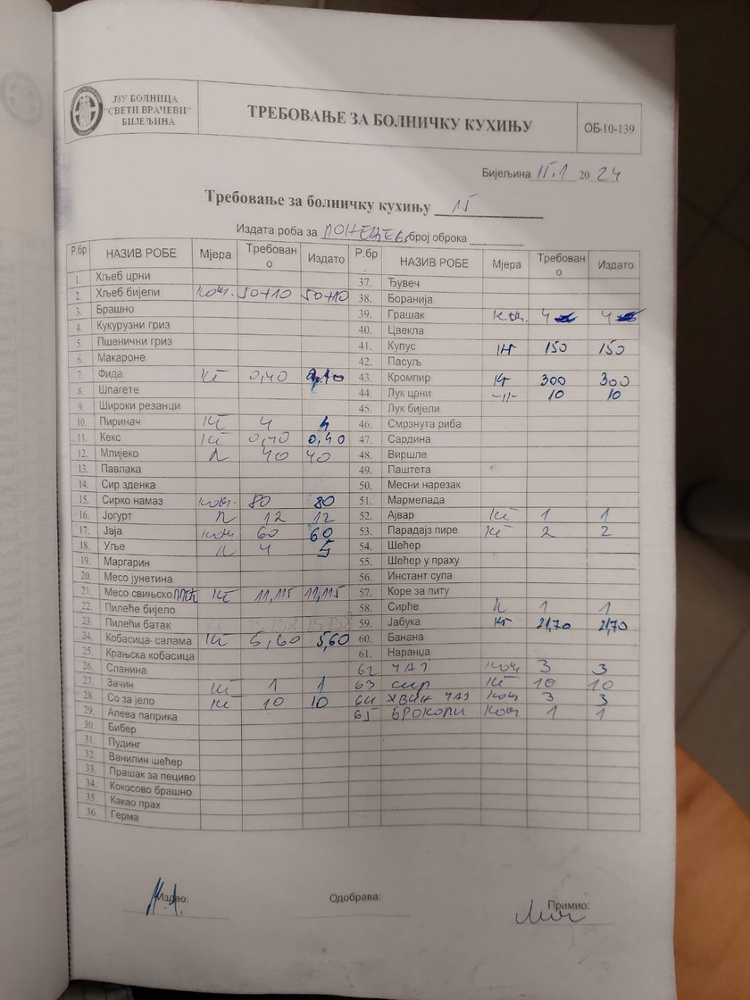 ЈЗУ БОЛНИЦА
"СВЕТИ ВРАЧЕВИ"
БИЈЕЉИНА
ТРЕБОВАЊЕ ЗА БОЛНИЧКУ КУХИЊУ
ОБ-10-139
Бијељина 15.1 20 24
Требовање за болничку кухињу 15
Издата роба за ПОНЕЂЕЉ. број оброка
Р.бр НАЗИВ РОБЕ Мјера Требовано Издато
1. Хљеб црни
2. Хљеб бијели ком. 50+10 50+10
3. Брашно
4. Кукурузни гриз
5. Пшенични гриз
6. Макароне
7. Фида кг 0,40 0,40
8. Шпагете
9. Широки резанци
10. Пиринач кг 4 4
11. Кекс кг 0,40 0,40
12. Млијеко л 40 40
13. Павлака
14. Сир зденка
15. Сирко намаз ком. 80 80
16. Јогурт л 12 12
17. Јаја ком. 60 60
18. Уље л 4 5
19. Маргарин
20. Месо јунетина
21. Месо свињско кг 11,115 11,115
22. Пилеће бијело
23. Пилећи батак
24. Кобасица- салама кг 5,60 5,60
25. Крањска кобасица
26. Сланина
27. Зачин кг 1 1
28. Со за јело кг 10 10
29. Алева паприка
30. Бибер
31. Пудинг
32. Ванилин шећер
33. Прашак за пециво
34. Кокосово брашно
35. Какао прах
36. Герма
Р.бр. НАЗИВ РОБЕ Мјера Требовано Издато
37. Ђувеч
38. Боранија
39. Грашак ком. 4 4
40. Цвекла
41. Купус кг 150 150
42. Пасуљ
43. Кромпир кг 300 300
44. Лук црни -11- 10 10
45. Лук бијели
46. Смрзнута риба
47. Сардина
48. Виршле
49. Паштета
50. Месни нарезак
51. Мармелада
52. Ајвар кг 1 1
53. Парадајз пире кг 2 2
54. Шећер
55. Шећер у праху
56. Инстант супа
57. Коре за питу
58. Сирће л 1 1
59. Јабука кг 21,70 21,70
60. Банана
61. Наранџа
62 ЧАЈ ком 3 3
63 сир кг 10 10
64 ЧАЈ ком 3 3
65 БРОКОЛИ ком 1 1
Издао:
Одобрава:
Примио: